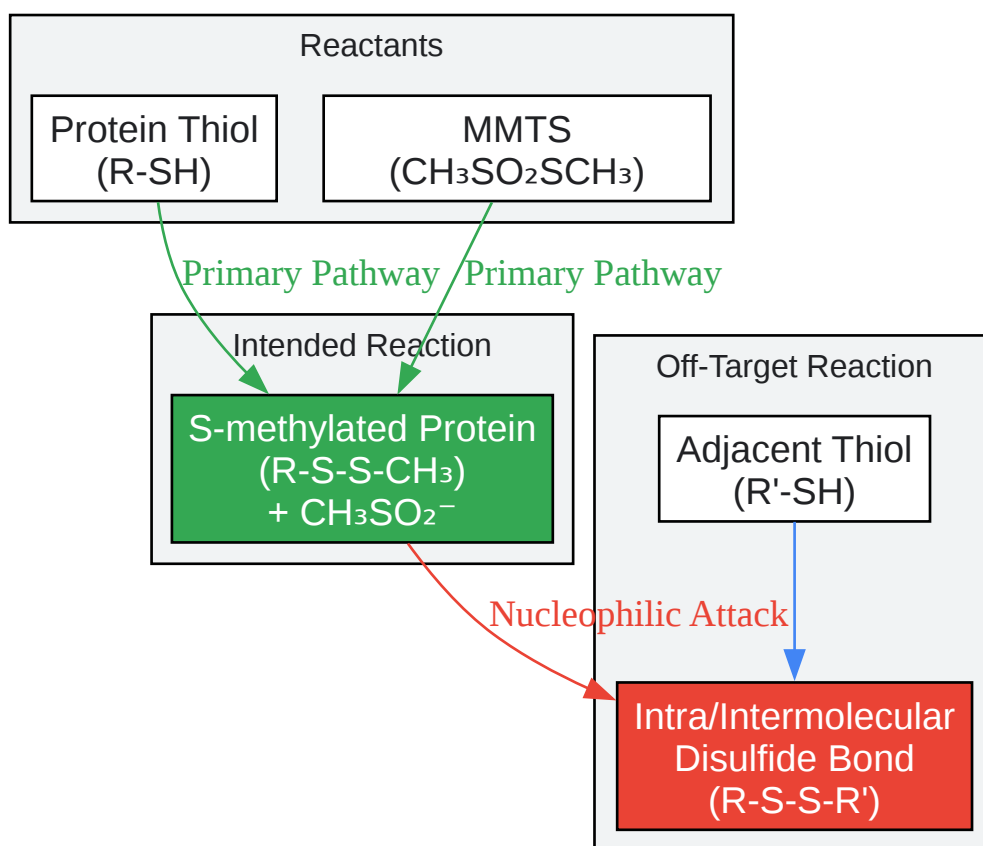 Reactants
Protein Thiol
(R-SH)
MMTS
(CH₃SO₂SCH₃)
Primary Pathway
Primary Pathway
Intended Reaction
S-methylated Protein
(R-S-S-CH₃)
+ CH₃SO₂⁻
Off-Target Reaction
Adjacent Thiol
(R'-SH)
Nucleophilic Attack
Intra/Intermolecular
Disulfide Bond
(R-S-S-R')